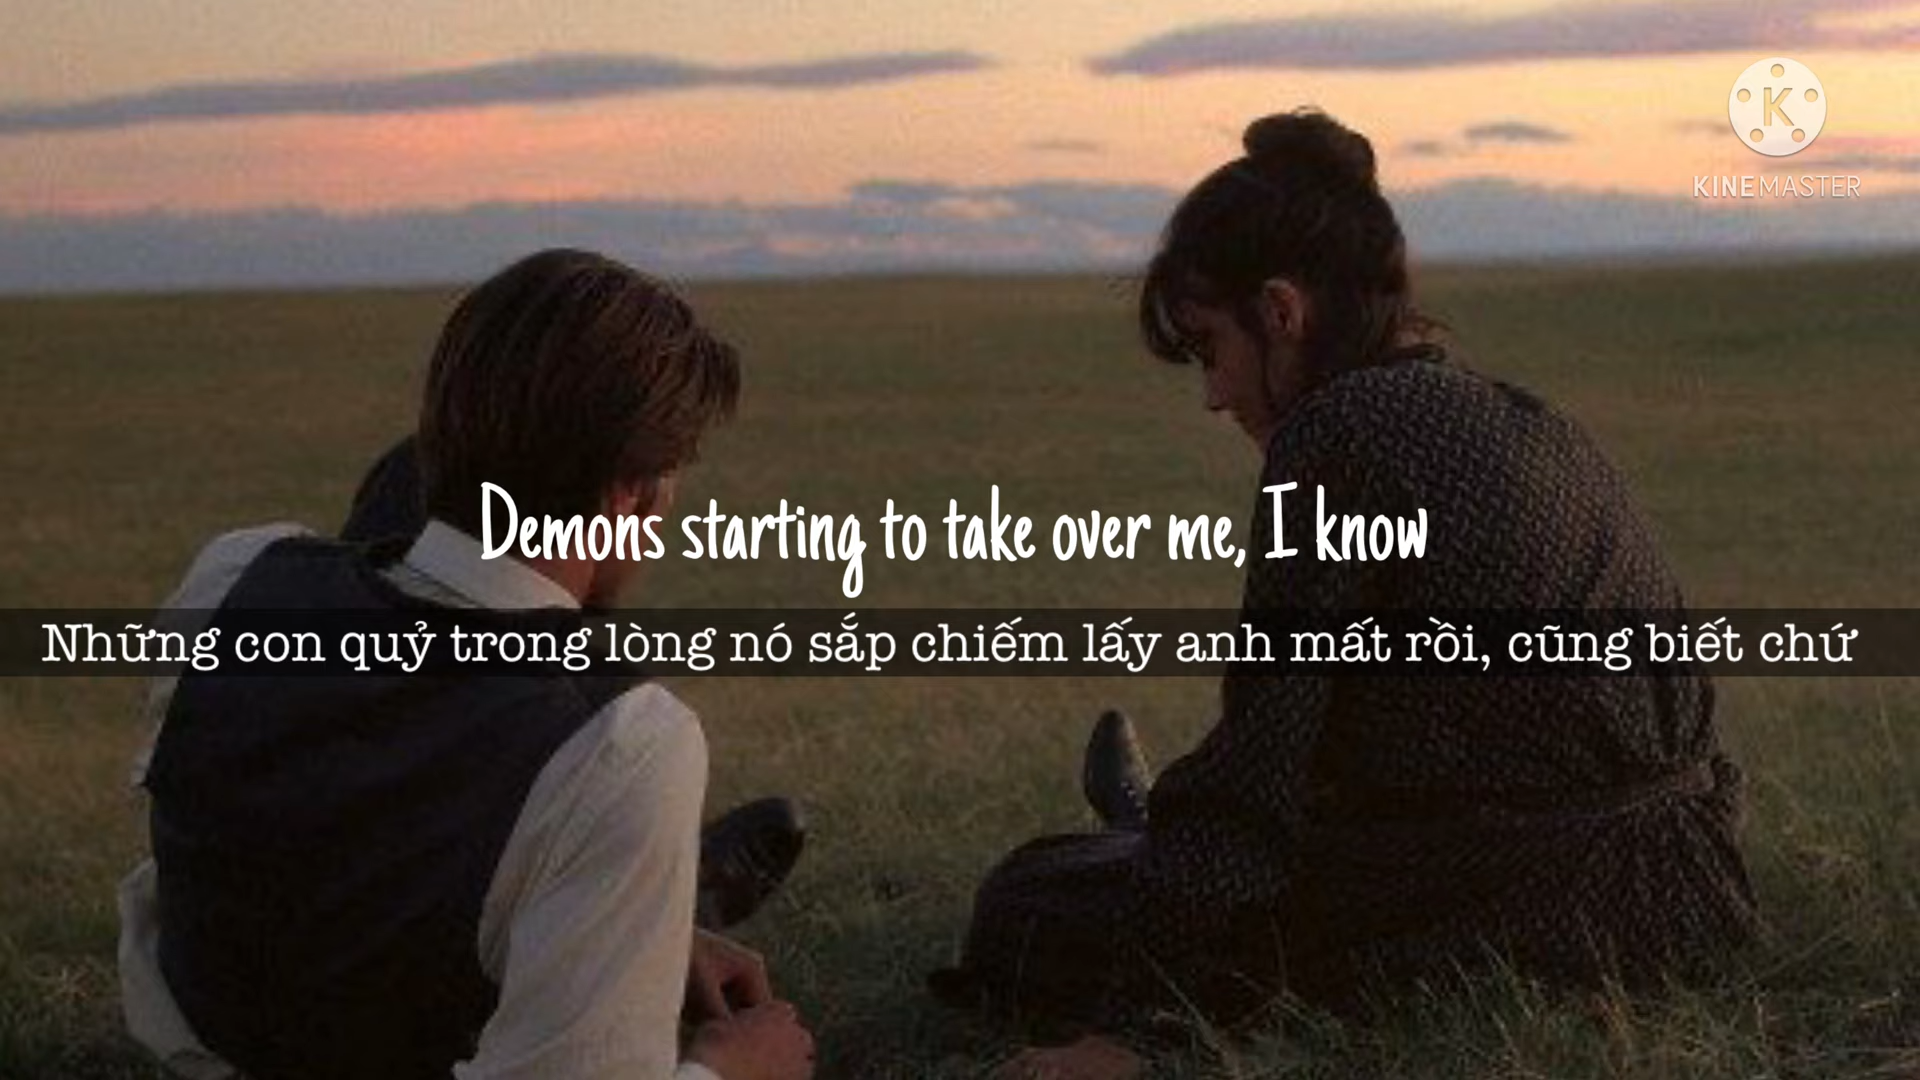 K
KINEMASTER
Demons starting to take over me, I know
Những con quỷ trong lòng nó sắp chiếm lấy anh mất rồi, cũng biết chứ